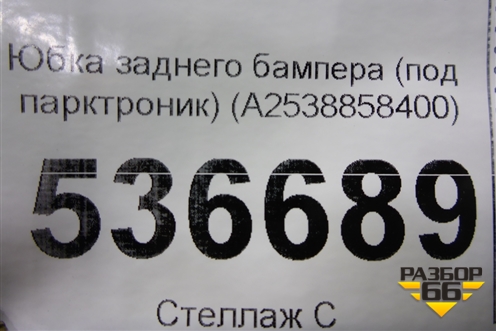 Юбка заднего бампера (под
парктроник) (A2538858400)
536689
Стеллаж С
РАЗБОР
66